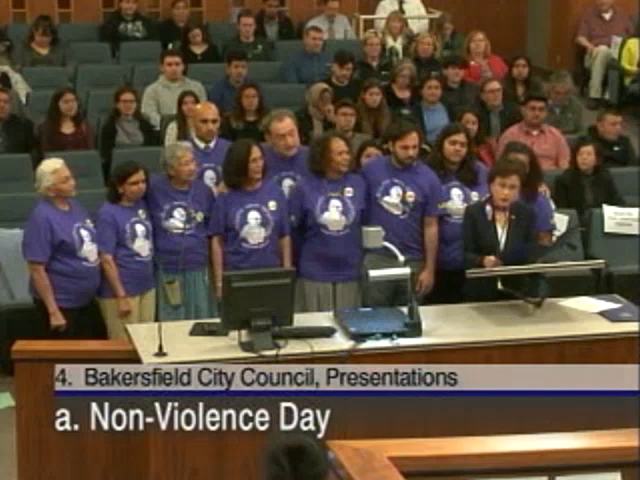 4. Bakersfield City Council, Presentations
a. Non-Violence Day